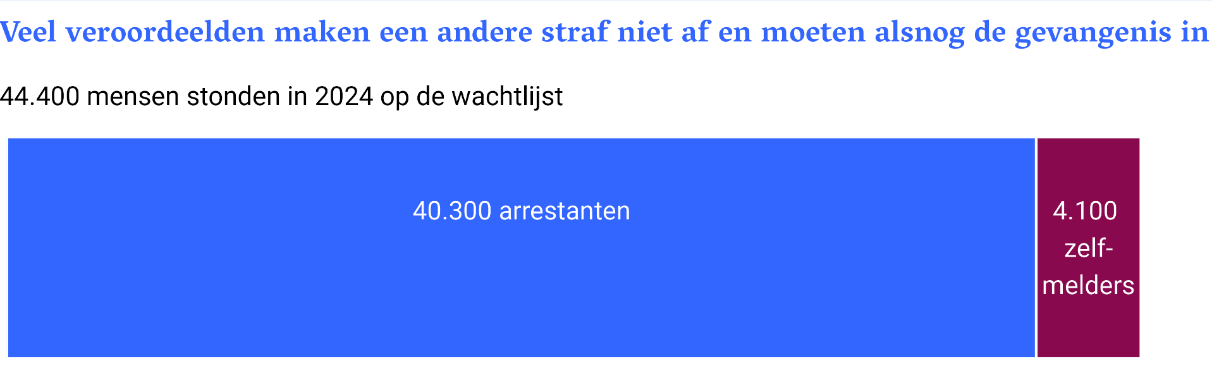 Veel veroordeelden maken een andere straf niet af en moeten alsnog de gevangenis in
44.400 mensen stonden in 2024 op de wachtlijst
40.300 arrestanten
4.100
zelf-
melders